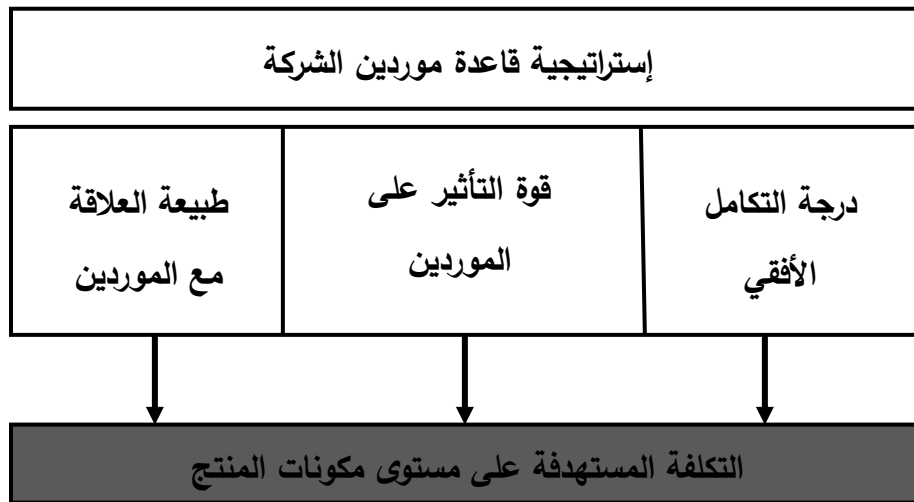 إستراتيجية قاعدة موردين الشركة
درجة التكامل
الأفقي
قوة التأثير على
الموردين
طبيعة العلاقة
مع الموردين
التكلفة المستهدفة على مستوى مكونات المنتج